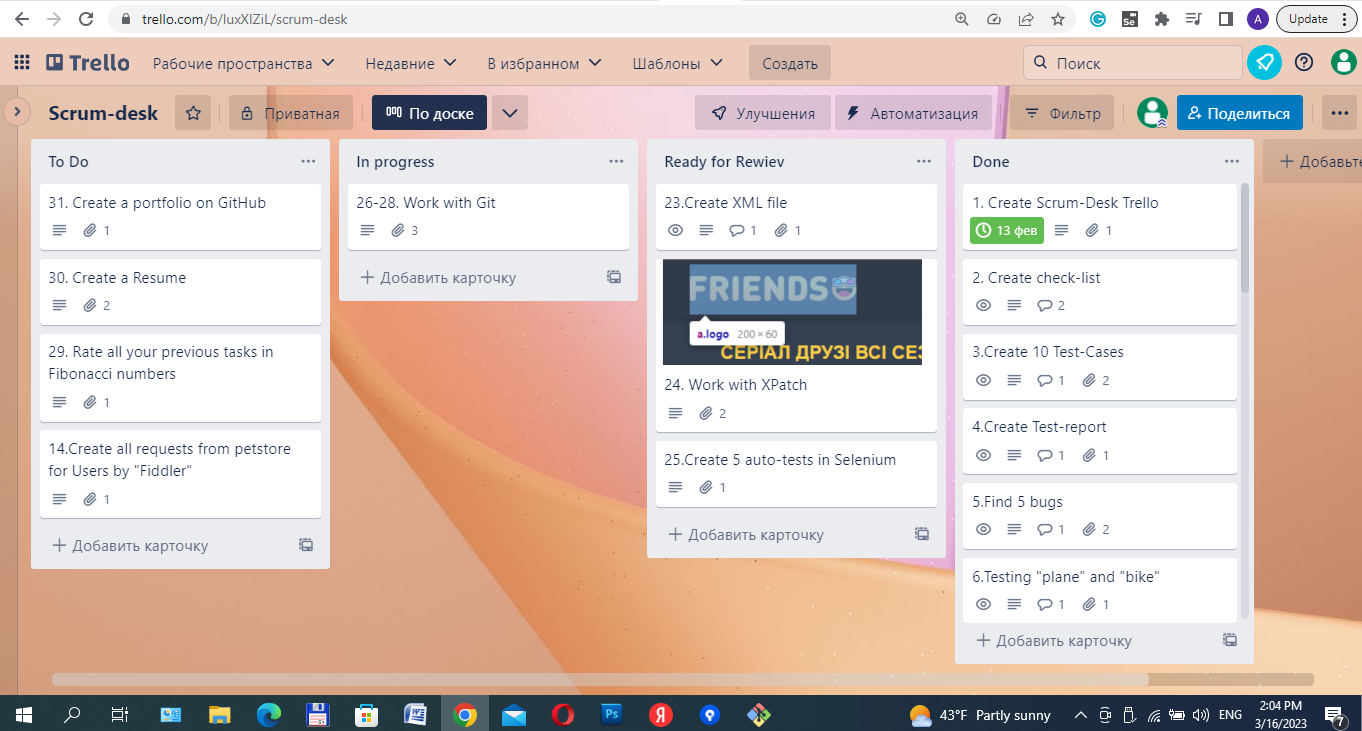 trello.com/b/luxXIZiL/scrum-desk
A
Update
Trello
Рабочие пространства
Недавние
В избранном
Шаблоны
Создать
Поиск
Scrum-desk
Приватная
По доске
Улучшения
Автоматизация
Фильтр
Поделиться
To Do
31. Create a portfolio on GitHub
1
30. Create a Resume
2
29. Rate all your previous tasks in
Fibonacci numbers
1
14.Create all requests from petstore
for Users by "Fiddler"
1
Добавить карточку
In progress
26-28. Work with Git
3
Добавить карточку
Ready for Rewiev
23.Create XML file
1 1
FRIENDS
a.logo 200 × 60
СЕРІАЛ ДРУЗІ ВСІ СЕЗ
24. Work with XPatch
2
25.Create 5 auto-tests in Selenium
1
Добавить карточку
Done
1. Create Scrum-Desk Trello
13 фев 1
2. Create check-list
2
3.Create 10 Test-Cases
1 2
4.Create Test-report
1 1
5.Find 5 bugs
1 2
6.Testing "plane" and "bike"
1 1
Добавить карточку
Добавьте
43°F Partly sunny
ENG
2:04 PM
3/16/2023
7
Se
Ps
Я
W